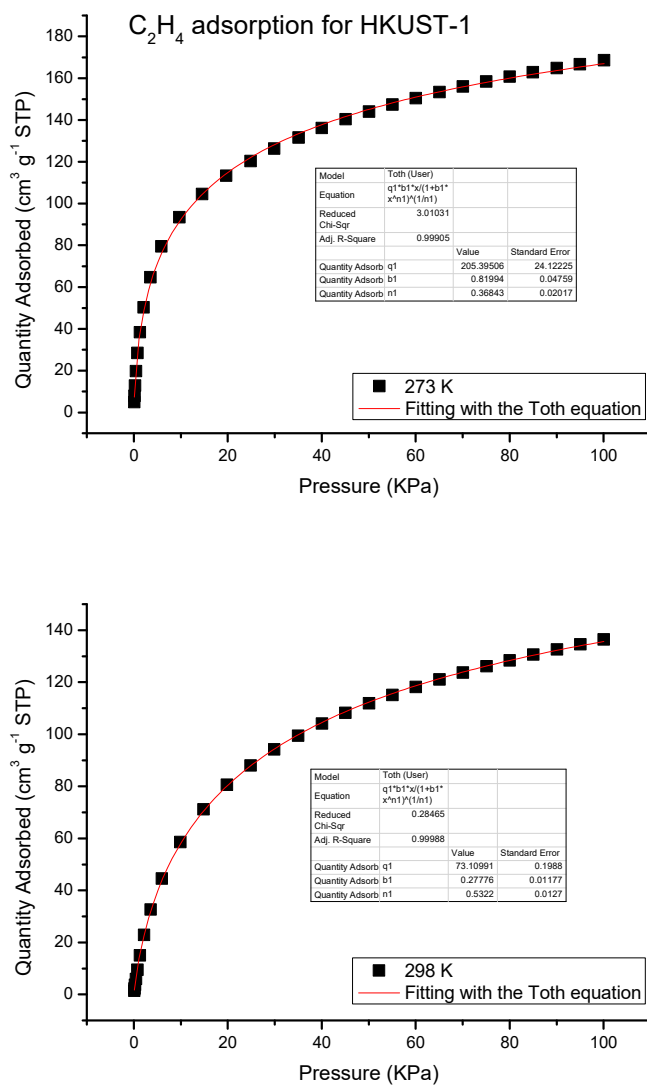 C₂H₄ adsorption for HKUST-1
180
160
140
120
100
80
60
40
20
0
Quantity Adsorbed (cm³ g⁻¹ STP)
Model Toth (User)
Equation q1*b1*x/(1+b1*
x^n1)^(1/n1)
Reduced
Chi-Sqr 3.01031
Adj. R-Square 0.99905
Value Standard Error
Quantity Adsorb q1 205.39506 24.12225
Quantity Adsorb b1 0.81994 0.04759
Quantity Adsorb n1 0.36843 0.02017
273 K
Fitting with the Toth equation
0 20 40 60 80 100
Pressure (KPa)
140
120
100
80
60
40
20
0
Quantity Adsorbed (cm³ g⁻¹ STP)
Model Toth (User)
Equation q1*b1*x/(1+b1*
x^n1)^(1/n1)
Reduced
Chi-Sqr 0.28465
Adj. R-Square 0.99988
Value Standard Error
Quantity Adsorb q1 73.10991 0.1988
Quantity Adsorb b1 0.27776 0.01177
Quantity Adsorb n1 0.5322 0.0127
298 K
Fitting with the Toth equation
0 20 40 60 80 100
Pressure (KPa)